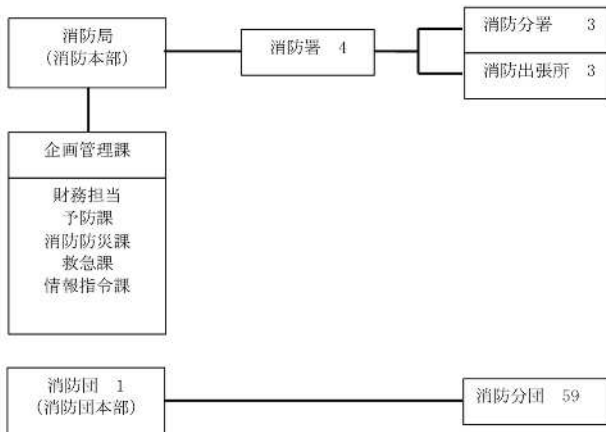 消防局
(消防本部)
消防署 4
消防分署 3
消防出張所 3
企画管理課
財務担当
予防課
消防防災課
救急課
情報指令課
消防団 1
(消防団本部)
消防分団 59